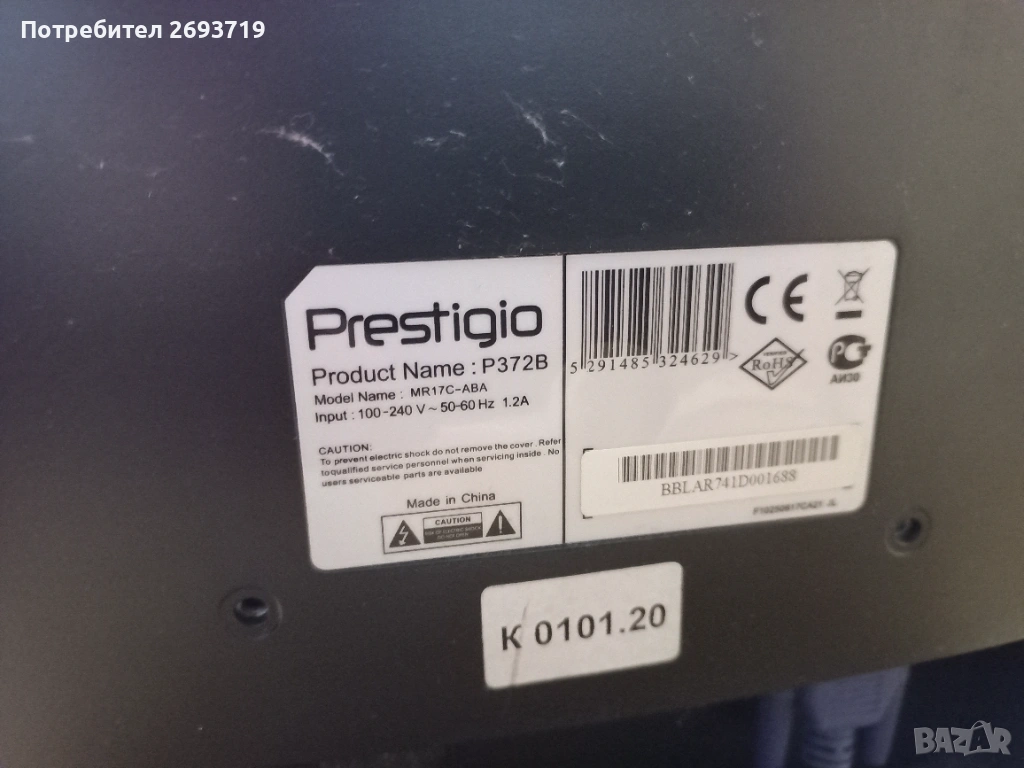 Потребител 2693719
Prestigio
Product Name : P372B
Model Name : MR17C-ABA
Input : 100-240 V ~ 50-60 Hz 1.2A
CAUTION:
To prevent electric shock do not remove the cover . Refer
toqualified service personnel when servicing inside . No
users serviceable parts are available
Made in China
CAUTION
5 291485 324629 >
CE
RoHS
АИ30
BBLAR741D001688
K 0101.20
BAZAR